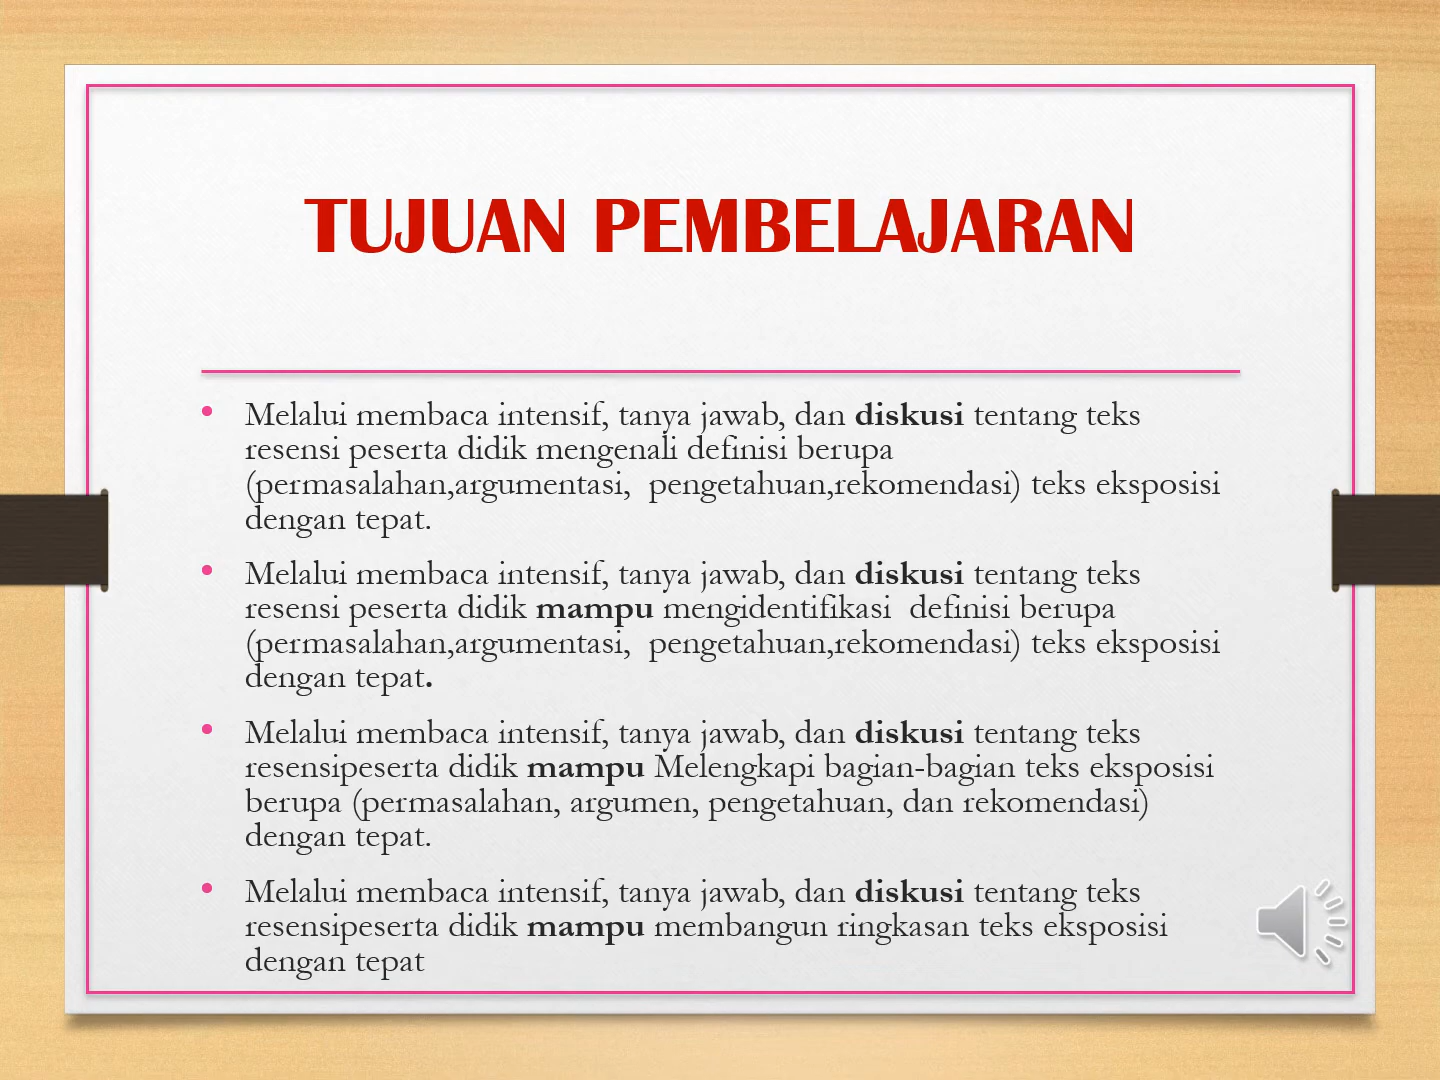 TUJUAN PEMBELAJARAN
• Melalui membaca intensif, tanya jawab, dan diskusi tentang teks
resensi peserta didik mengenali definisi berupa
(permasalahan,argumentasi,  pengetahuan,rekomendasi) teks eksposisi
dengan tepat.
• Melalui membaca intensif, tanya jawab, dan diskusi tentang teks
resensi peserta didik mampu mengidentifikasi  definisi berupa
(permasalahan,argumentasi,  pengetahuan,rekomendasi) teks eksposisi
dengan tepat.
• Melalui membaca intensif, tanya jawab, dan diskusi tentang teks
resensipeserta didik mampu Melengkapi bagian-bagian teks eksposisi
berupa (permasalahan, argumen, pengetahuan, dan rekomendasi)
dengan tepat.
• Melalui membaca intensif, tanya jawab, dan diskusi tentang teks
resensipeserta didik mampu membangun ringkasan teks eksposisi
dengan tepat